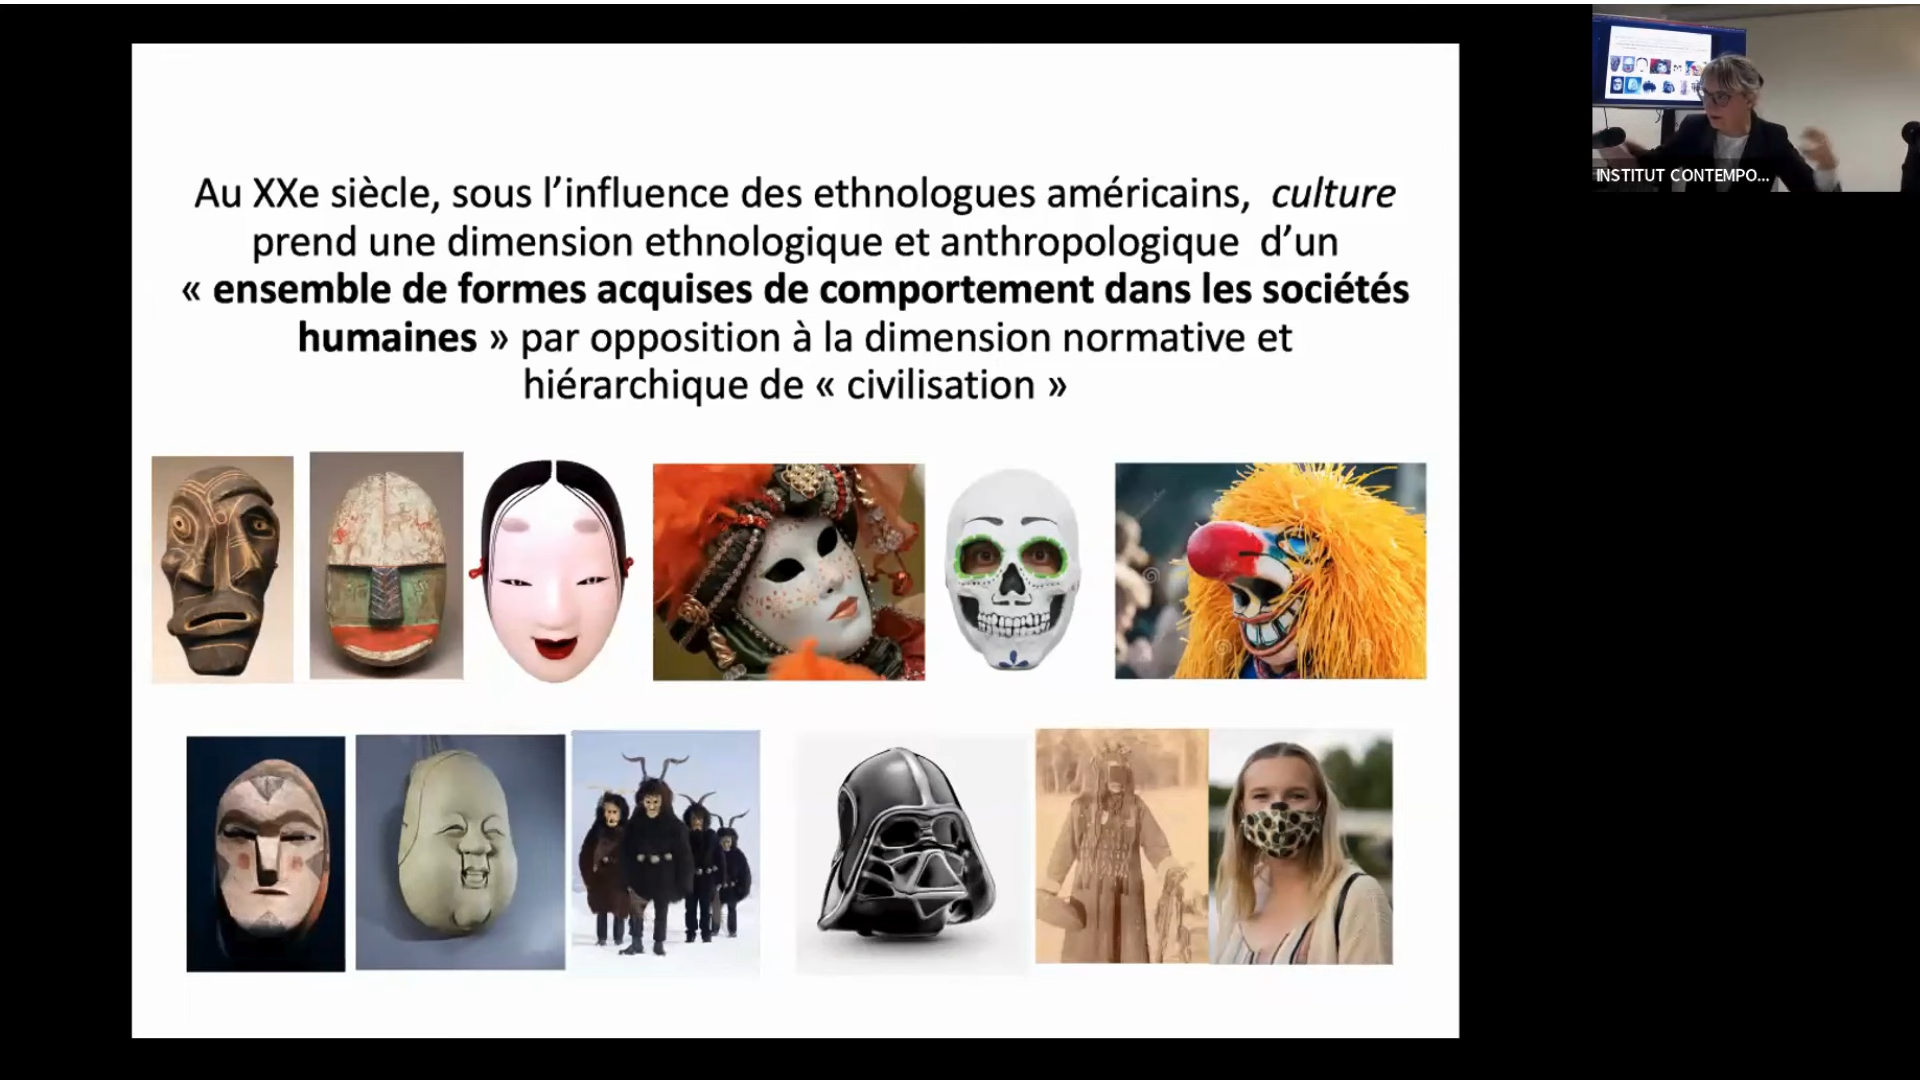 Au XXe siècle, sous l’influence des ethnologues américains, culture
prend une dimension ethnologique et anthropologique d’un
« ensemble de formes acquises de comportement dans les sociétés
humaines » par opposition à la dimension normative et
hiérarchique de « civilisation »
INSTITUT CONTEMPO...